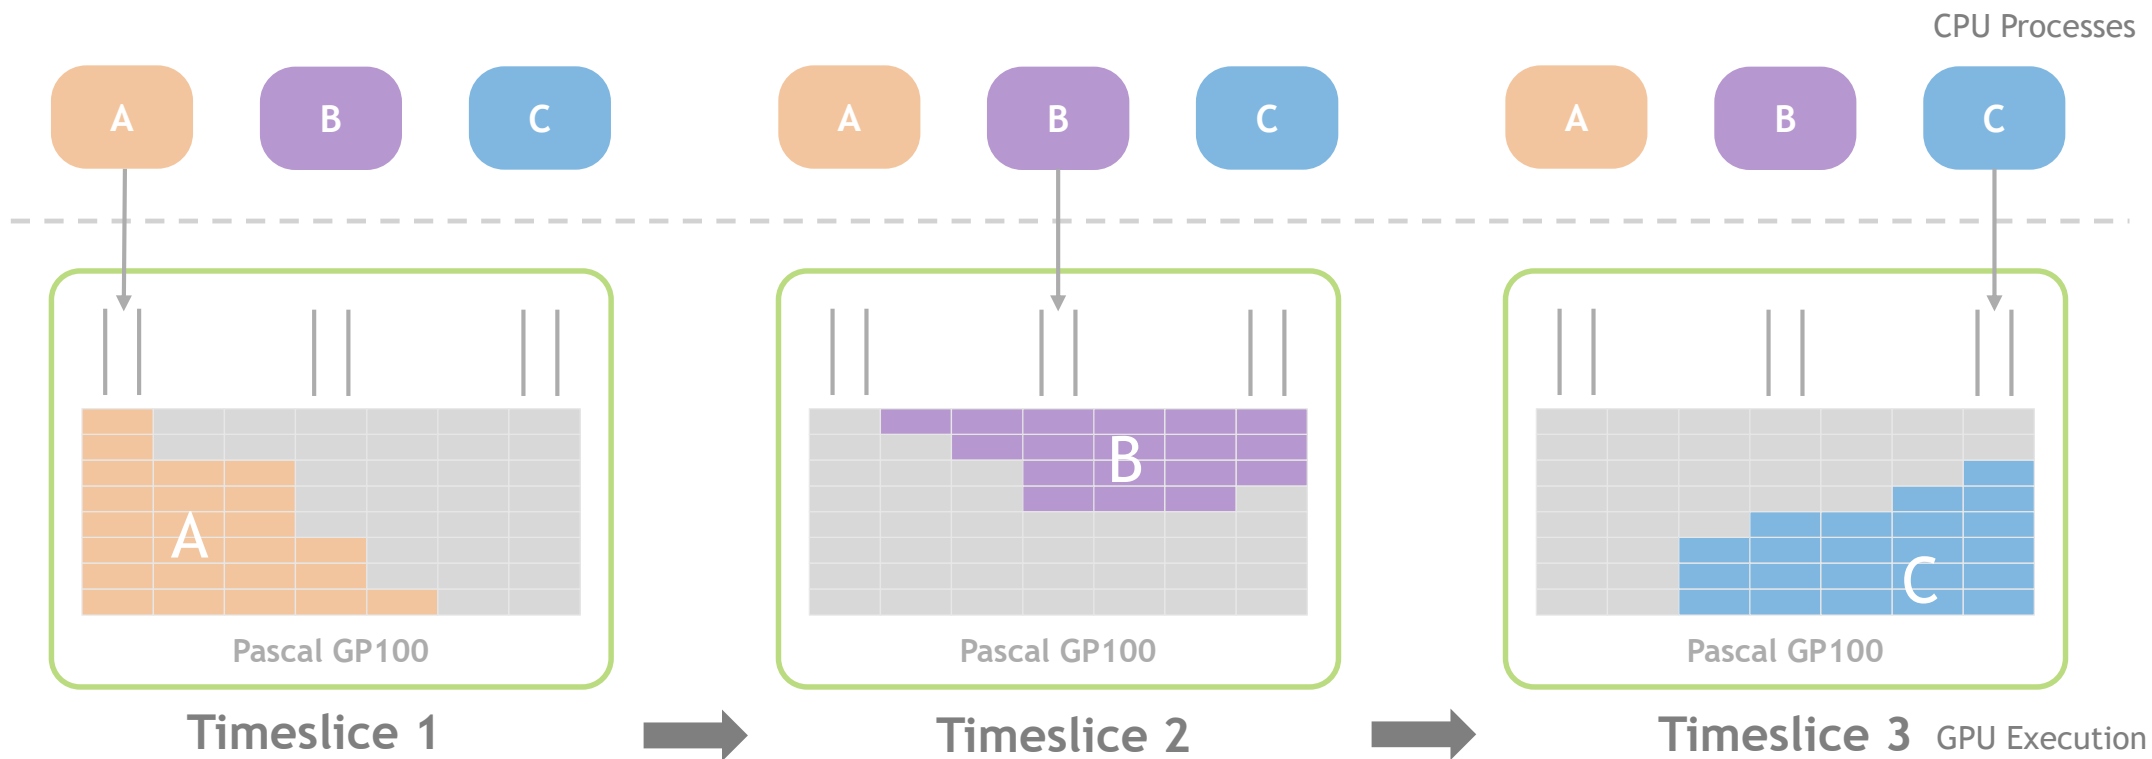 CPU Processes
A B C
A B C
A B C
A
B
C
Pascal GP100
Pascal GP100
Pascal GP100
Timeslice 1
Timeslice 2
Timeslice 3
GPU Execution